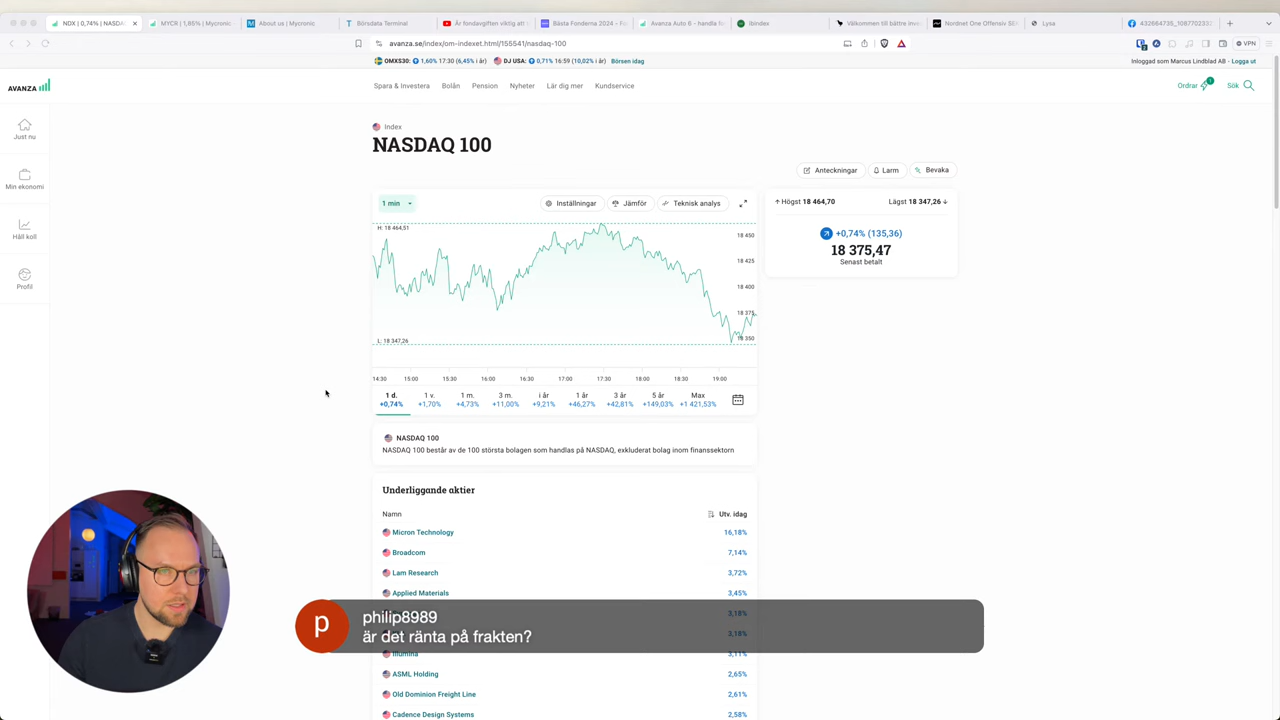 NDX | 0,74% | NASDAQ
MYCR | 1,86% | Mycronic
About us | Mycronic
Börsdata Terminal
Är fondavgiften viktig att
Bästa Fonderna 2024 - Fo
Avanza Auto 6 - handla fo
ibindex
Välkommen till bättre inve
Nordnet One Offensiv SEK
Lysa
avanza.se/index/om-indexet.html/155541/nasdaq-100
VPN
OMXS30: 1,60% 17:30 (6,45% i år) DJ USA: 0,71% 16:59 (10,02% i år) Börsen idag
Inloggad som Marcus Lindblad AB - Logga ut
AVANZA
Spara & Investera Bolån Pension Nyheter Lär dig mer Kundservice
Ordrar 1 Sök
Just nu
Min ekonomi
Häll koll
Profil
Index
NASDAQ 100
Anteckningar Larm Bevaka
1 min Inställningar Jämför Teknisk analys
Högst 18 464,70 Lägst 18 347,26
+0,74% (135,36)
18 375,47
Senast betalt
H: 18 464,51
18 450
18 425
18 400
18 375
18 350
L: 18 347,26
14:30 15:00 15:30 16:00 16:30 17:00 17:30 18:00 18:30 19:00
1 d. 1 v. 1 m. 3 m. i år 1 år 3 år 5 år Max
+0,74% +1,70% +4,73% +11,00% +9,21% +46,27% +42,81% +149,03% +1 421,53%
NASDAQ 100
NASDAQ 100 består av de 100 största bolagen som handlas på NASDAQ, exkluderat bolag inom finanssektorn
Underliggande aktier
Namn Utv. idag
Micron Technology 16,18%
Broadcom 7,14%
Lam Research 3,72%
Applied Materials 3,45%
3,18%
3,18%
Illumina 3,11%
ASML Holding 2,65%
Old Dominion Freight Line 2,61%
Cadence Design Systems 2,58%
p
philip8989
är det ränta på frakten?